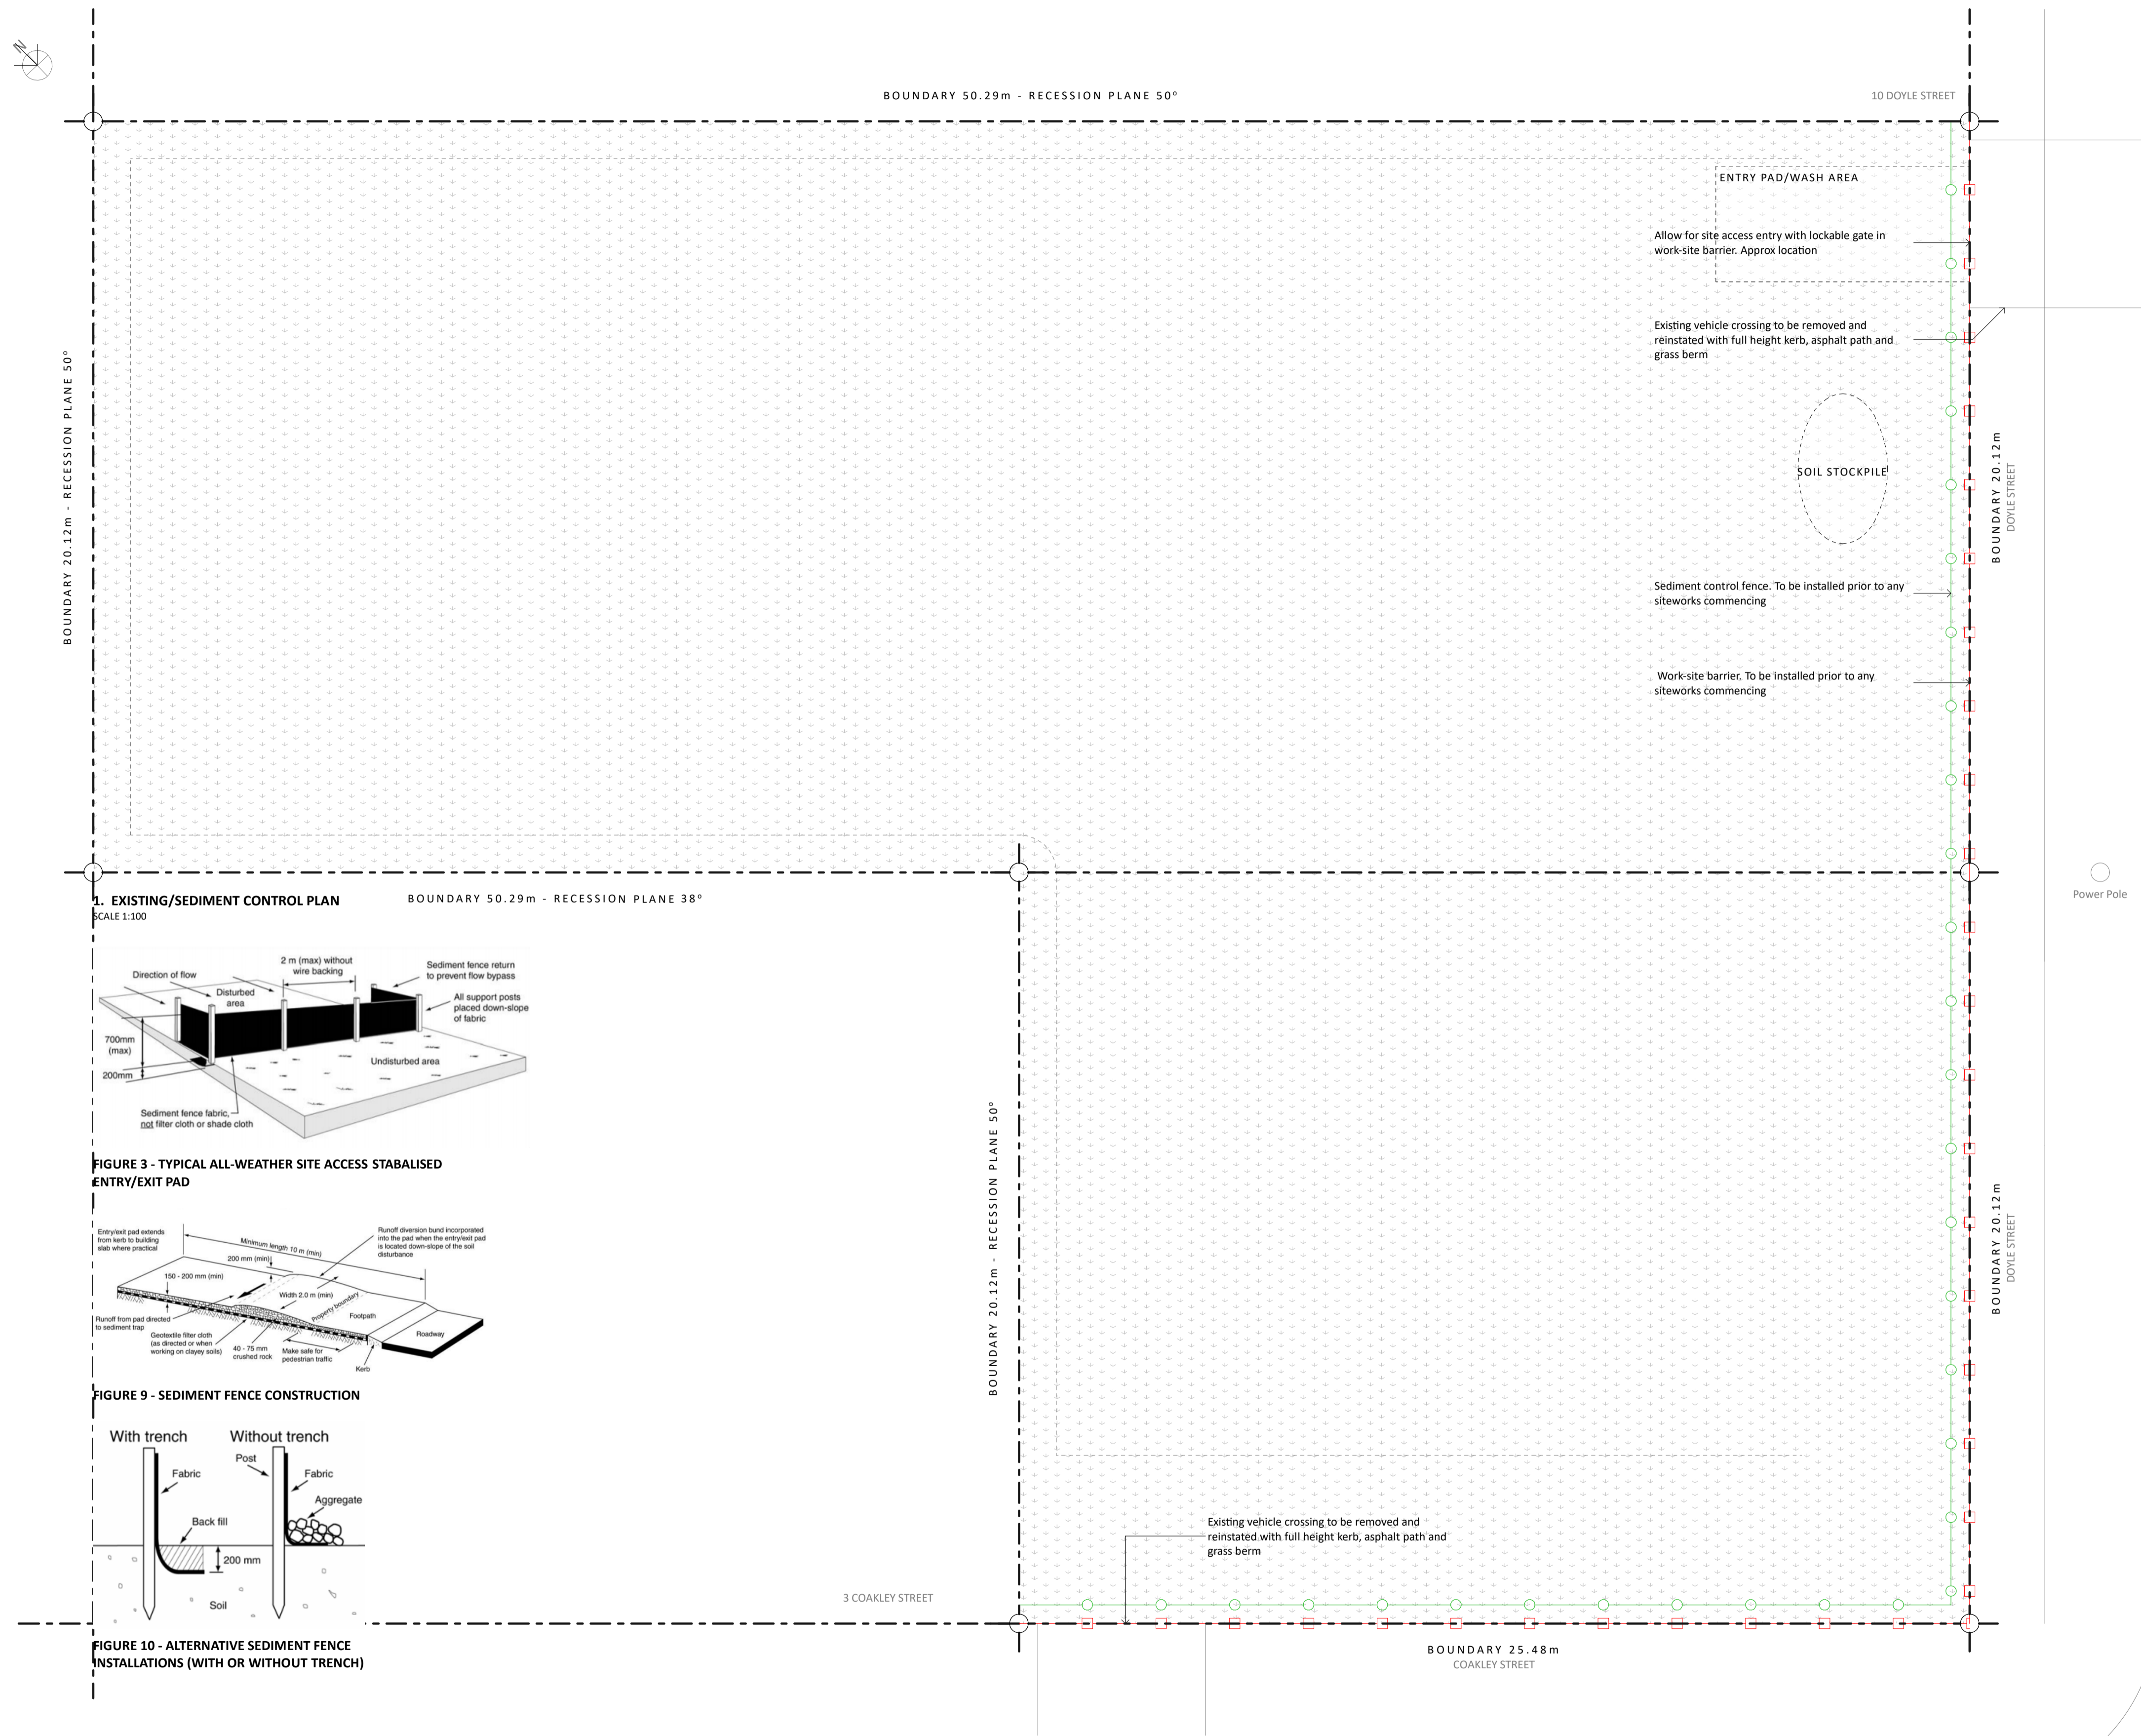 N
BOUNDARY 50.29m - RECESSION PLANE 50°
10 DOYLE STREET
ENTRY PAD/WASH AREA
Allow for site access entry with lockable gate in
work-site barrier. Approx location
Existing vehicle crossing to be removed and
reinstated with full height kerb, asphalt path and
grass berm
BOUNDARY 20.12m - RECESSION PLANE 50°
SOIL STOCKPILE
BOUNDARY 20.12m
DOYLE STREET
Sediment control fence. To be installed prior to any
siteworks commencing
Work-site barrier. To be installed prior to any
siteworks commencing
Power Pole
1. EXISTING/SEDIMENT CONTROL PLAN
SCALE 1:100
BOUNDARY 50.29m - RECESSION PLANE 38°
2 m (max) without
wire backing
Sediment fence return
to prevent flow bypass
Direction of flow
Disturbed
area
All support posts
placed down-slope
of fabric
700mm
(max)
200mm
Undisturbed area
Sediment fence fabric,
not filter cloth or shade cloth
FIGURE 3 - TYPICAL ALL-WEATHER SITE ACCESS STABALISED
ENTRY/EXIT PAD
Entry/exit pad extends
from kerb to building
slab where practical
Minimum length 10 m (min)
Runoff diversion bund incorporated
into the pad when the entry/exit pad
is located down-slope of the soil
disturbance
200 mm (min)
150 - 200 mm (min)
Width 2.0 m (min)
Property boundary
Footpath
Roadway
Runoff from pad directed
to sediment trap
Geotextile filter cloth
(as directed or when
working on clayey soils)
40 - 75 mm
crushed rock
Make safe for
pedestrian traffic
Kerb
BOUNDARY 20.12m - RECESSION PLANE 50°
BOUNDARY 20.12m
DOYLE STREET
FIGURE 9 - SEDIMENT FENCE CONSTRUCTION
With trench
Without trench
Post
Fabric
Fabric
Aggregate
Back fill
200 mm
Soil
FIGURE 10 - ALTERNATIVE SEDIMENT FENCE
INSTALLATIONS (WITH OR WITHOUT TRENCH)
Existing vehicle crossing to be removed and
reinstated with full height kerb, asphalt path and
grass berm
3 COAKLEY STREET
BOUNDARY 25.48m
COAKLEY STREET